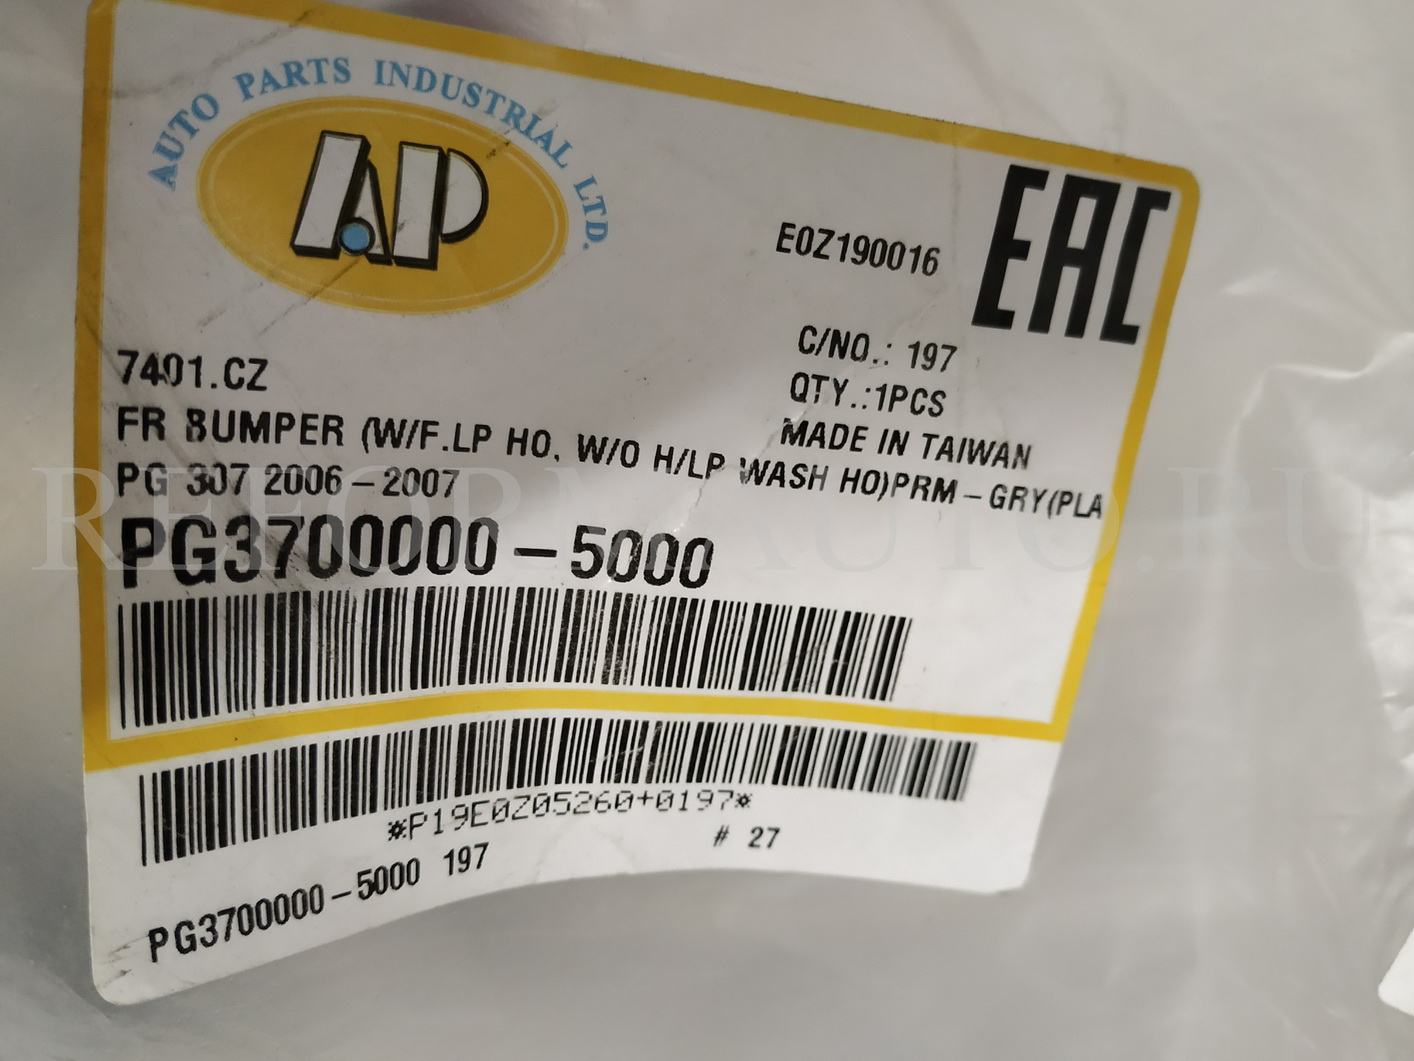 AUTO PARTS INDUSTRIAL LTD.
AP
EAC
E0Z190016
C/NO.: 197
QTY.:1PCS
MADE IN TAIWAN
7401.CZ
FR BUMPER (W/F.LP HO, W/O H/LP WASH HO)PRM-GRY(PLA
PG 307 2006-2007
PG3700000-5000
*P19E0Z05260+0197*
# 27
PG3700000-5000 197
REFORMAUTO.RU